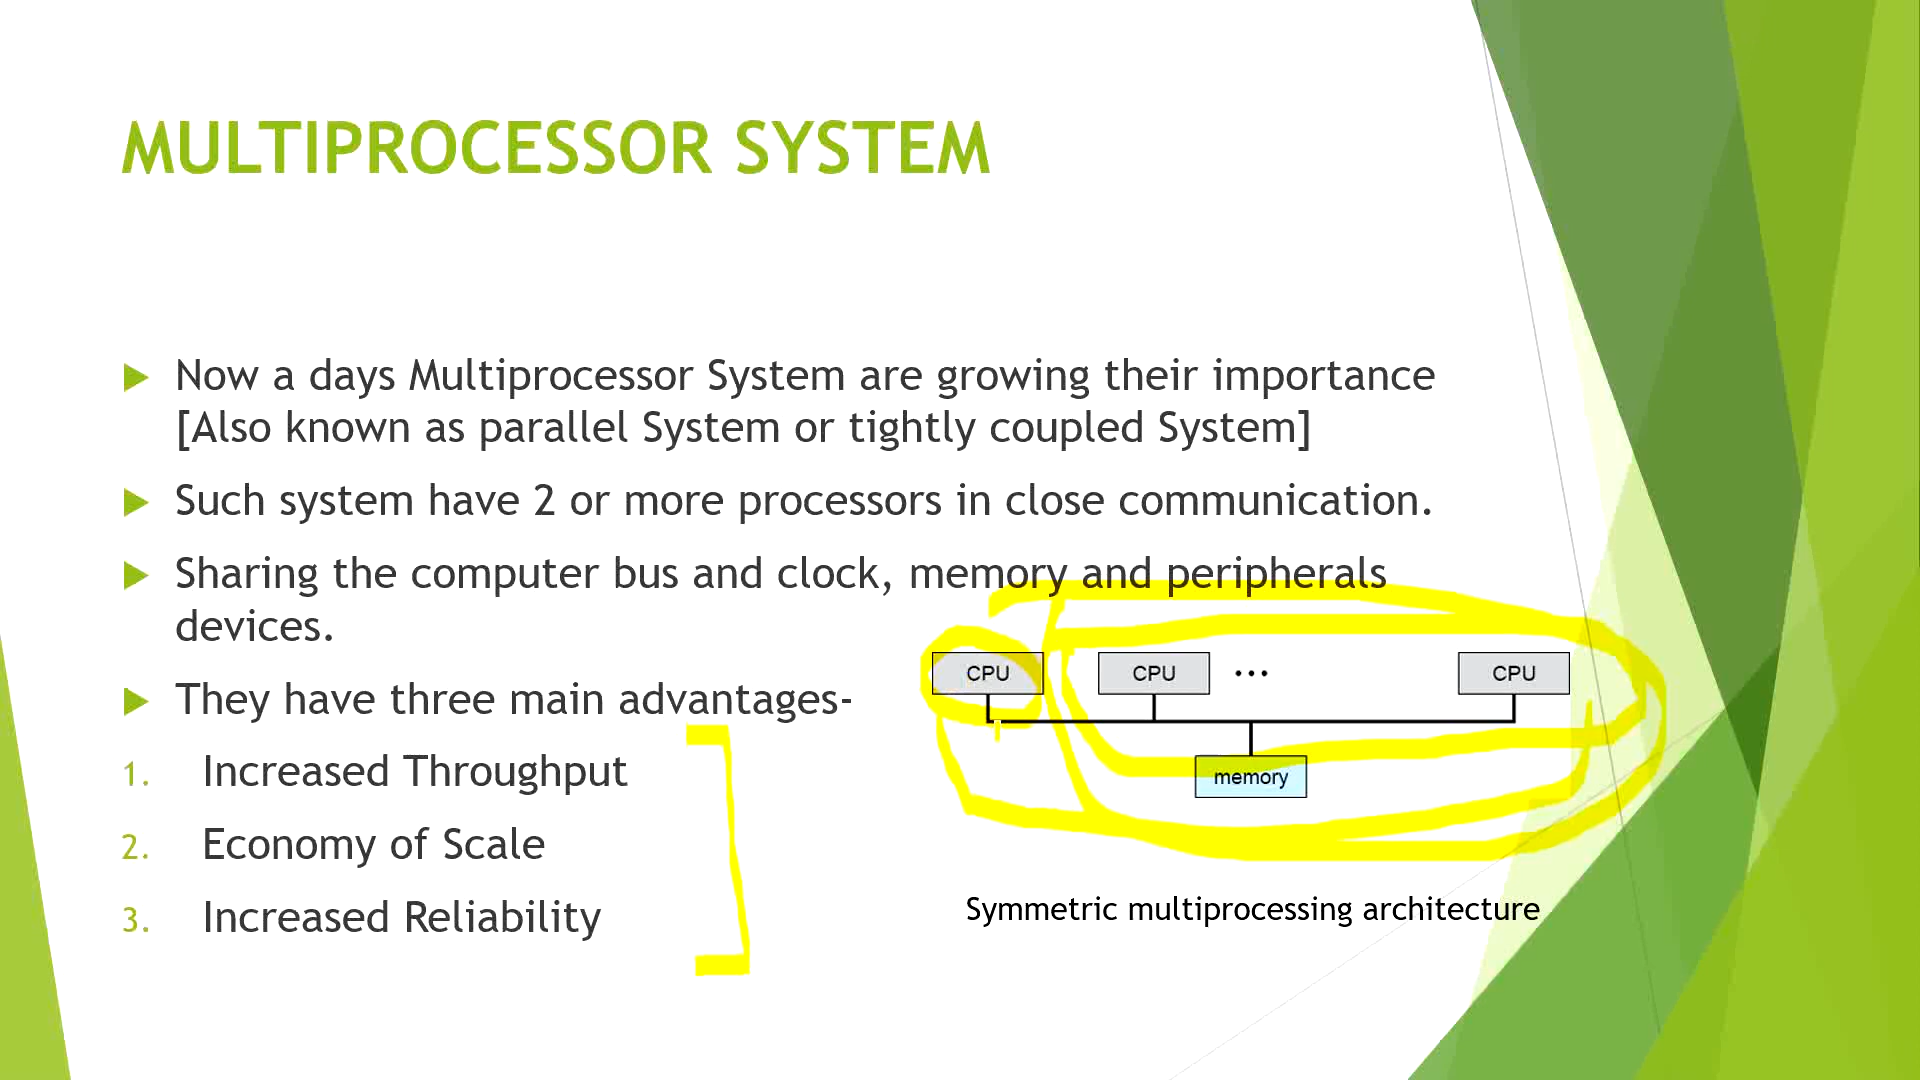 MULTIPROCESSOR SYSTEM
Now a days Multiprocessor System are growing their importance
[Also known as parallel System or tightly coupled System]
Such system have 2 or more processors in close communication.
Sharing the computer bus and clock, memory and peripherals
devices.
They have three main advantages-
1. Increased Throughput
2. Economy of Scale
3. Increased Reliability
CPU CPU ... CPU
memory
Symmetric multiprocessing architecture